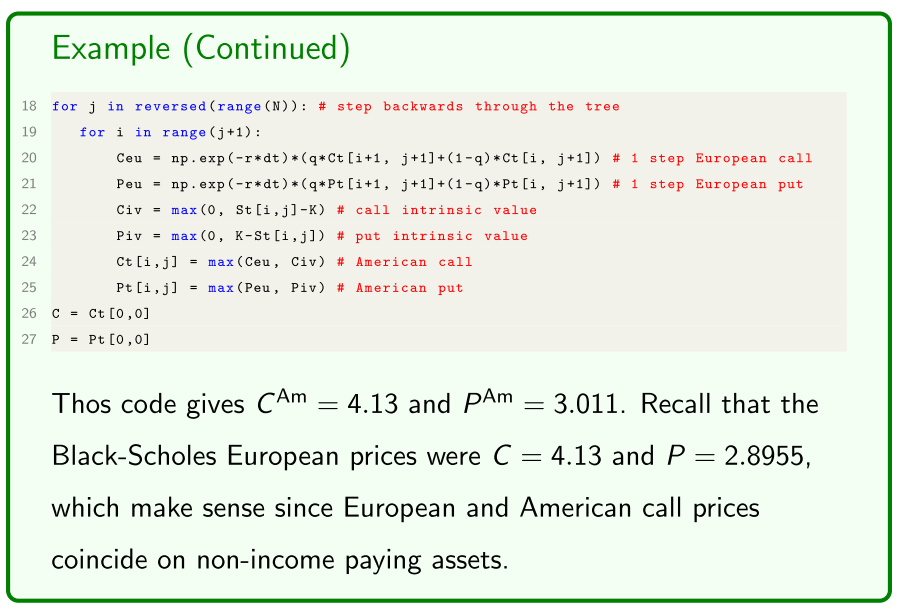 Example (Continued)
18 for j in reversed(range(N)): # step backwards through the tree
19 for i in range(j+1):
20 Ceu = np.exp(-r*dt)*(q*Ct[i+1, j+1]+(1-q)*Ct[i, j+1]) # 1 step European call
21 Peu = np.exp(-r*dt)*(q*Pt[i+1, j+1]+(1-q)*Pt[i, j+1]) # 1 step European put
22 Civ = max(0, St[i,j]-K) # call intrinsic value
23 Piv = max(0, K-St[i,j]) # put intrinsic value
24 Ct[i,j] = max(Ceu, Civ) # American call
25 Pt[i,j] = max(Peu, Piv) # American put
26 C = Ct[0,0]
27 P = Pt[0,0]
Thos code gives C^Am = 4.13 and P^Am = 3.011. Recall that the
Black-Scholes European prices were C = 4.13 and P = 2.8955,
which make sense since European and American call prices
coincide on non-income paying assets.